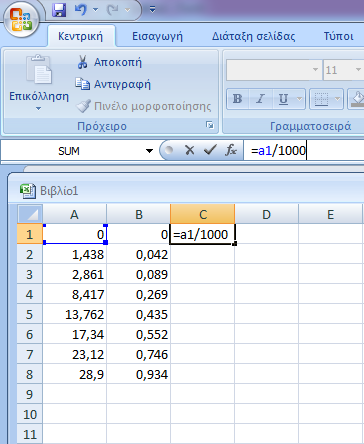 Κεντρική Εισαγωγή Διάταξη σελίδας Τύποι
Επικόλληση
Αποκοπή
Αντιγραφή
Πινέλο μορφοποίησης
11
B I U
Πρόχειρο Γραμματοσειρά
SUM fx =a1/1000
Βιβλίο1
A B C D E
1 0 0 =a1/1000
2 1,438 0,042
3 2,861 0,089
4 8,417 0,269
5 13,762 0,435
6 17,34 0,552
7 23,12 0,746
8 28,9 0,934
9
10
11